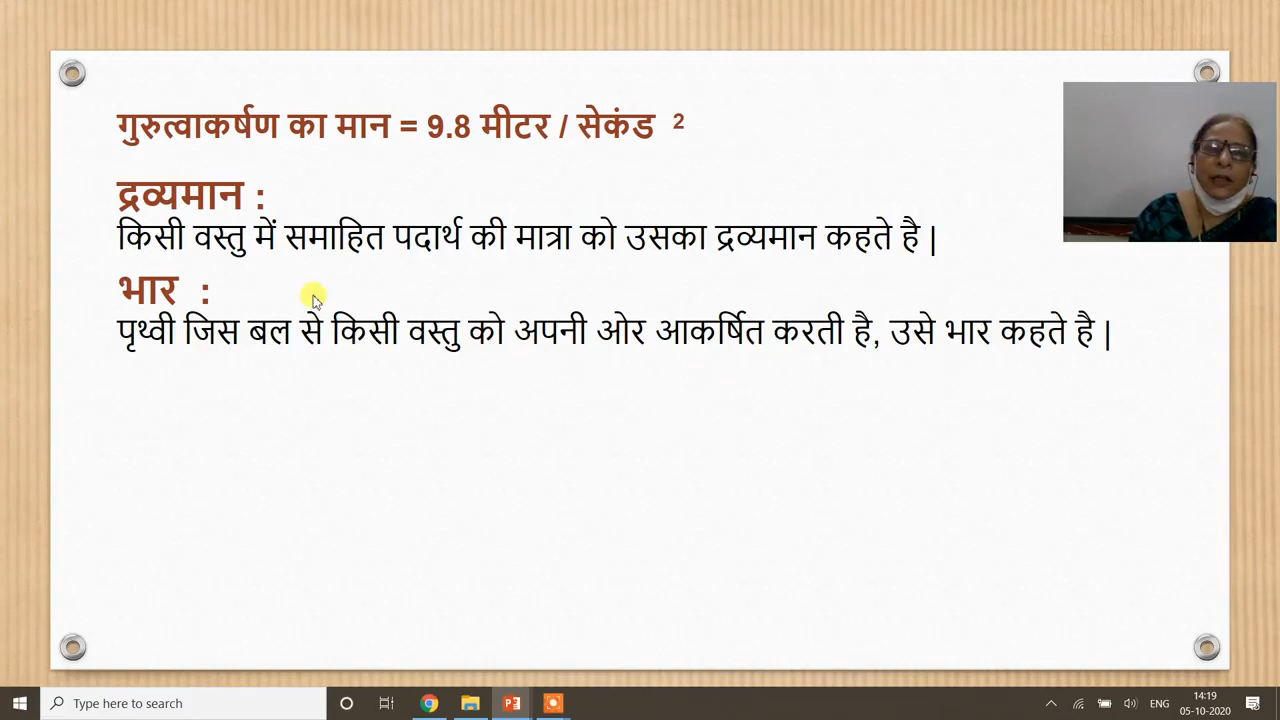 गुरुत्वाकर्षण का मान = 9.8 मीटर / सेकंड ²
द्रव्यमान :
किसी वस्तु में समाहित पदार्थ की मात्रा को उसका द्रव्यमान कहते है |
भार :
पृथ्वी जिस बल से किसी वस्तु को अपनी ओर आकर्षित करती है, उसे भार कहते है |
Type here to search
ENG
14:19
05-10-2020